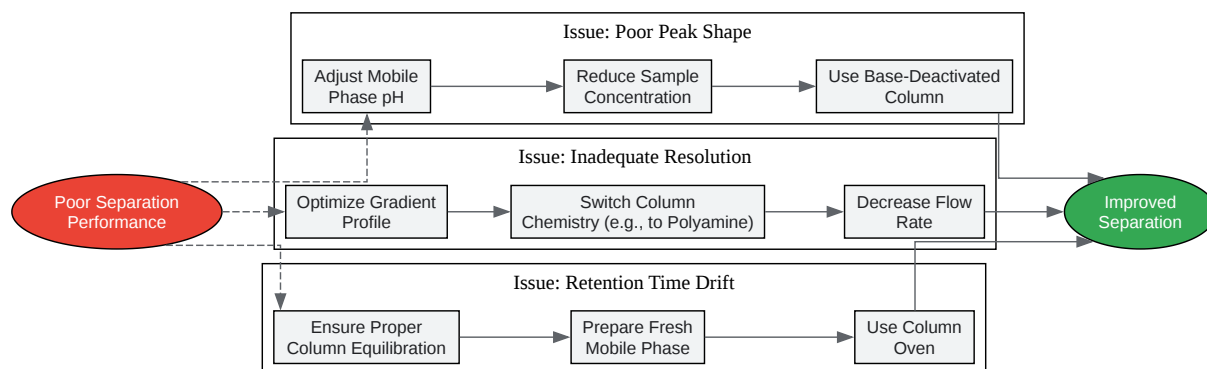 Issue: Poor Peak Shape
Adjust Mobile
Phase pH
Reduce Sample
Concentration
Use Base-Deactivated
Column
Issue: Inadequate Resolution
Poor Separation
Performance
Optimize Gradient
Profile
Switch Column
Chemistry (e.g., to Polyamine)
Decrease Flow
Rate
Improved
Separation
Issue: Retention Time Drift
Ensure Proper
Column Equilibration
Prepare Fresh
Mobile Phase
Use Column
Oven